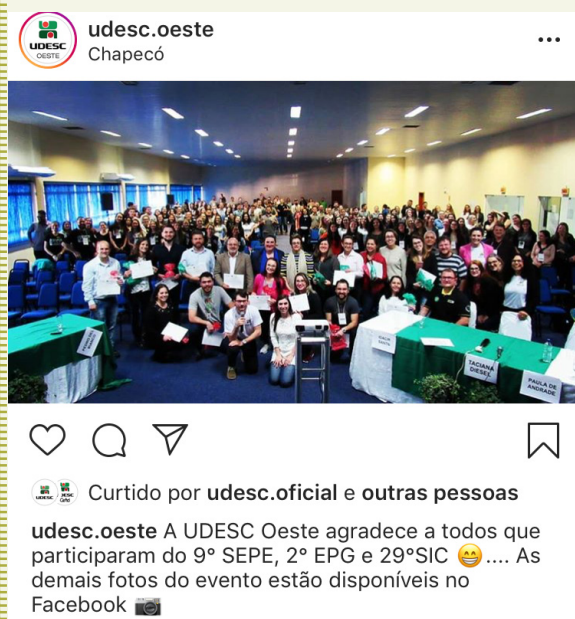 UDESC
OESTE
udesc.oeste
Chapecó
TACIANA
DIESEL
PAULA DE
ANDRADE
Curtido por udesc.oficial e outras pessoas
udesc.oeste A UDESC Oeste agradece a todos que
participaram do 9° SEPE, 2° EPG e 29°SIC 😁.... As
demais fotos do evento estão disponíveis no
Facebook 📷